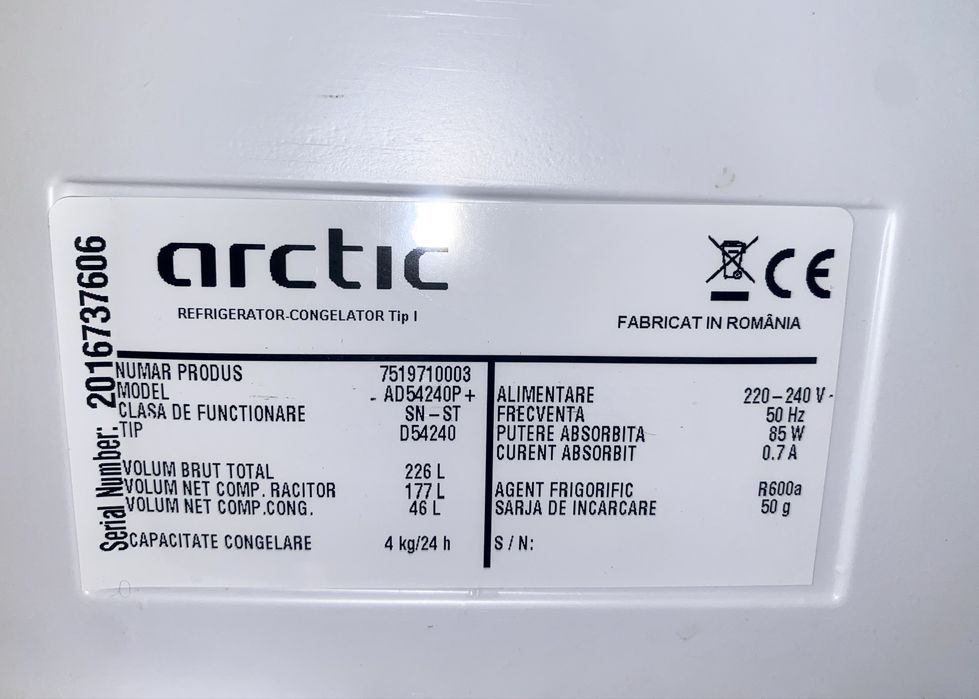 arctic
REFRIGERATOR-CONGELATOR Tip I
CE
FABRICAT IN ROMÂNIA
Serial Number: 2016737606
NUMAR PRODUS 7519710003
MODEL AD54240P+
CLASA DE FUNCTIONARE SN-ST
TIP D54240
VOLUM BRUT TOTAL 226 L
VOLUM NET COMP. RACITOR 177 L
VOLUM NET COMP.CONG. 46 L
CAPACITATE CONGELARE 4 kg/24 h
ALIMENTARE 220-240 V~
FRECVENTA 50 Hz
PUTERE ABSORBITA 85 W
CURENT ABSORBIT 0.7 A
AGENT FRIGORIFIC R600a
SARJA DE INCARCARE 50 g
S / N: